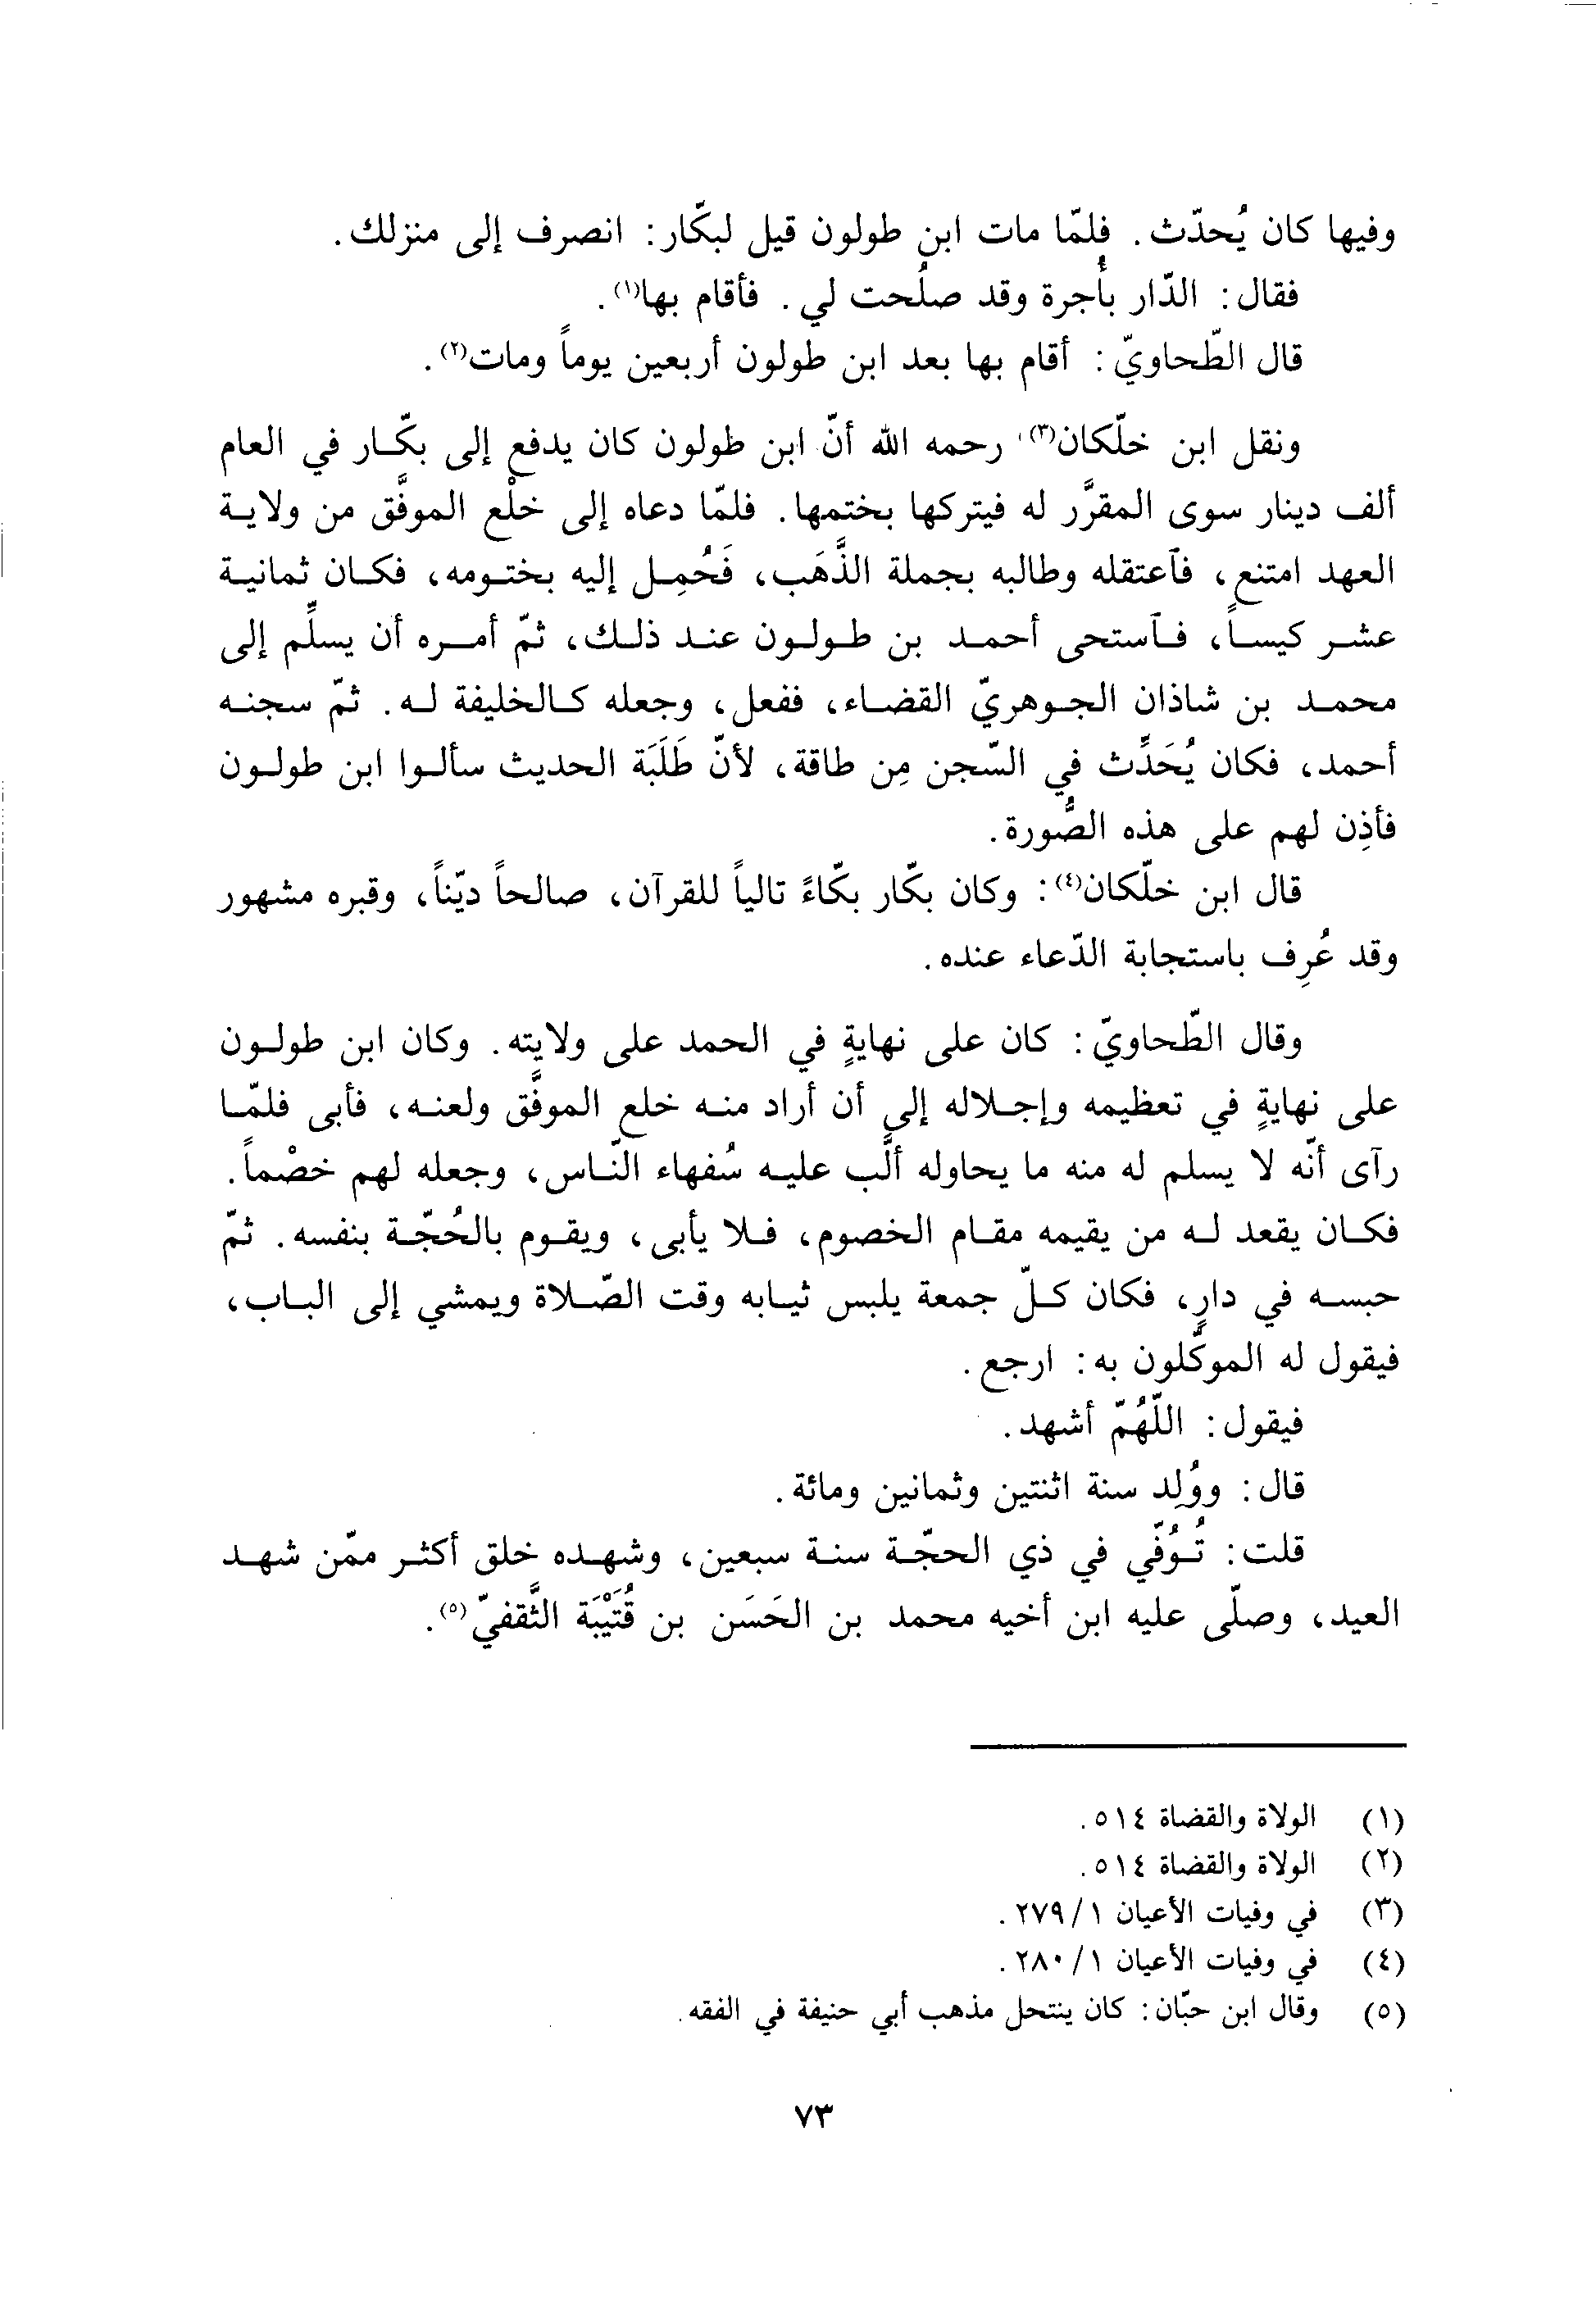 وفيها كان يُحدّث. فلمّا مات ابن طولون قيل لبكّار: انصرف إلى منزلك.
فقال: الدّار بأُجرة وقد صلُحت لي. فأقام بها(١).
قال الطّحاويّ: أقام بها بعد ابن طولون أربعين يوماً ومات(٢).
ونقل ابن خلّكان(٣) رحمه الله أنّ ابن طولون كان يدفع إلى بكّار في العام
ألف دينار سوى المقرَّر له فيتركها بختمها. فلمّا دعاه إلى خلْع الموفَّق من ولاية
العهد امتنع، فٱعتقله وطالبه بجملة الذَّهَب، فَحُمِل إليه بختومه، فكان ثمانية
عشر كيساً، فٱستحى أحمد بن طولون عند ذلك، ثمّ أمره أن يسلِّم إلى
محمد بن شاذان الجوهريّ القضاء، ففعل، وجعله كالخليفة له. ثمّ سجنه
أحمد، فكان يُحَدِّث في السّجن مِن طاقة، لأنّ طَلَبَة الحديث سألوا ابن طولون
فأذِن لهم على هذه الصُّورة.
قال ابن خلّكان(٤): وكان بكّار بكّاءً تالياً للقرآن، صالحاً ديّناً، وقبره مشهور
وقد عُرِف باستجابة الدّعاء عنده.
وقال الطّحاويّ: كان على نهايةٍ في الحمد على ولايته. وكان ابن طولون
على نهايةٍ في تعظيمه وإجلاله إلى أن أراد منه خلع الموفَّق ولعنه، فأبى فلمّا
رآى أنّه لا يسلم له منه ما يحاوله ألَّب عليه سُفهاء النّاس، وجعله لهم خصْماً.
فكان يقعد له من يقيمه مقام الخصوم، فلا يأبى، ويقوم بالحُجّة بنفسه. ثمّ
حبسه في دارٍ، فكان كلّ جمعة يلبس ثيابه وقت الصّلاة ويمشي إلى الباب،
فيقول له الموكَّلون به: ارجع.
فيقول: اللّهُمّ أشهد.
قال: ووُلِد سنة اثنتين وثمانين ومائة.
قلت: تُوُفّي في ذي الحجّة سنة سبعين، وشهده خلق أكثر ممّن شهد
العيد، وصلّى عليه ابن أخيه محمد بن الحَسَن بن قُتَيْبَة الثَّقفيّ(٥).
(١) الولاة والقضاة ٥١٤.
(٢) الولاة والقضاة ٥١٤.
(٣) في وفيات الأعيان ١/ ٢٧٩.
(٤) في وفيات الأعيان ١/ ٢٨٠.
(٥) وقال ابن حبّان: كان ينتحل مذهب أبي حنيفة في الفقه.
٧٣